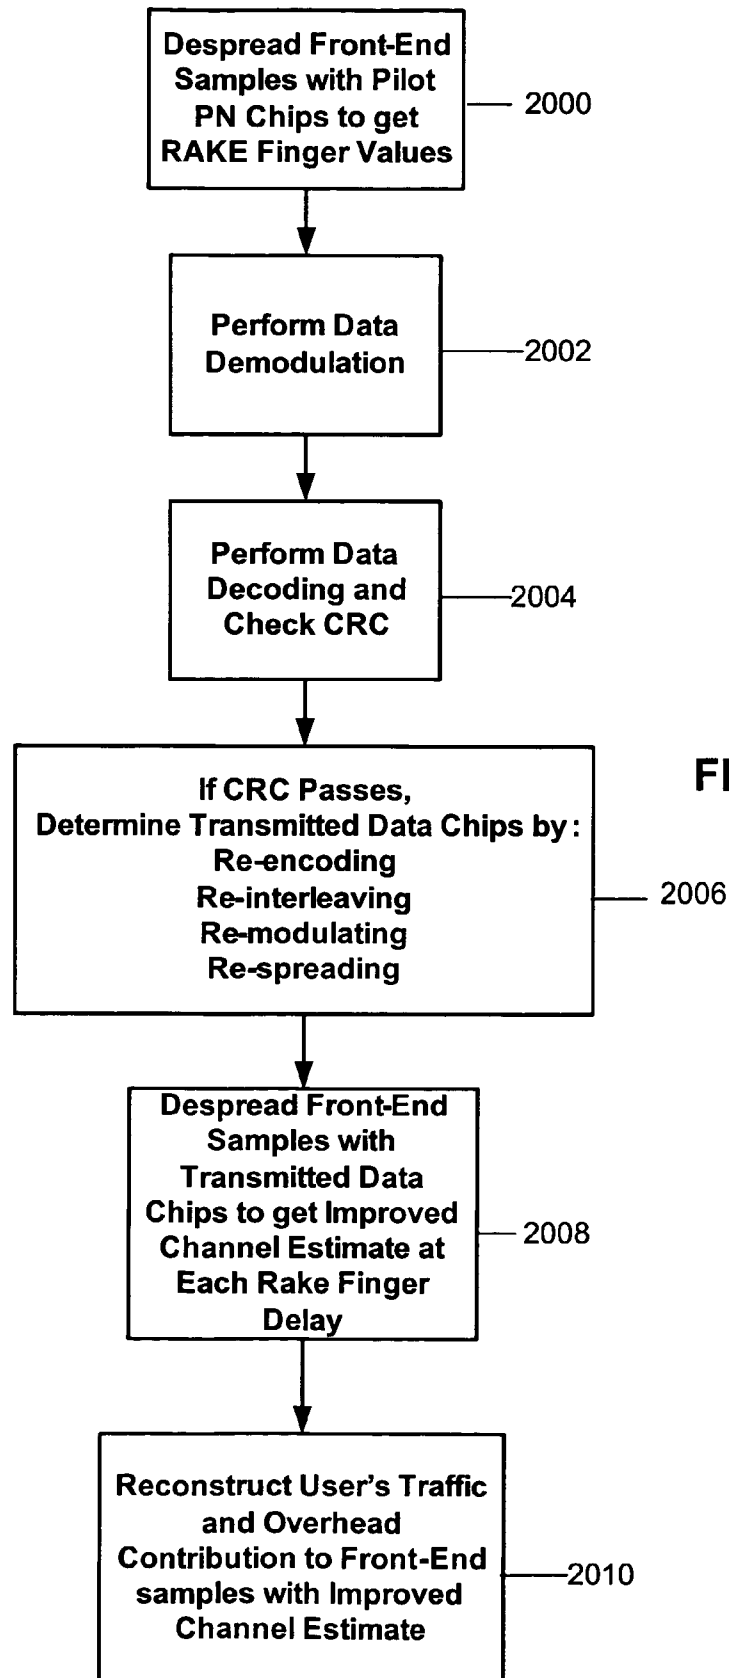 Despread Front-End
Samples with Pilot
PN Chips to get
RAKE Finger Values
2000
Perform Data
Demodulation
2002
Perform Data
Decoding and
Check CRC
2004
If CRC Passes,
Determine Transmitted Data Chips by:
Re-encoding
Re-interleaving
Re-modulating
Re-spreading
2006
Despread Front-End
Samples with
Transmitted Data
Chips to get Improved
Channel Estimate at
Each Rake Finger
Delay
2008
Reconstruct User's Traffic
and Overhead
Contribution to Front-End
samples with Improved
Channel Estimate
2010